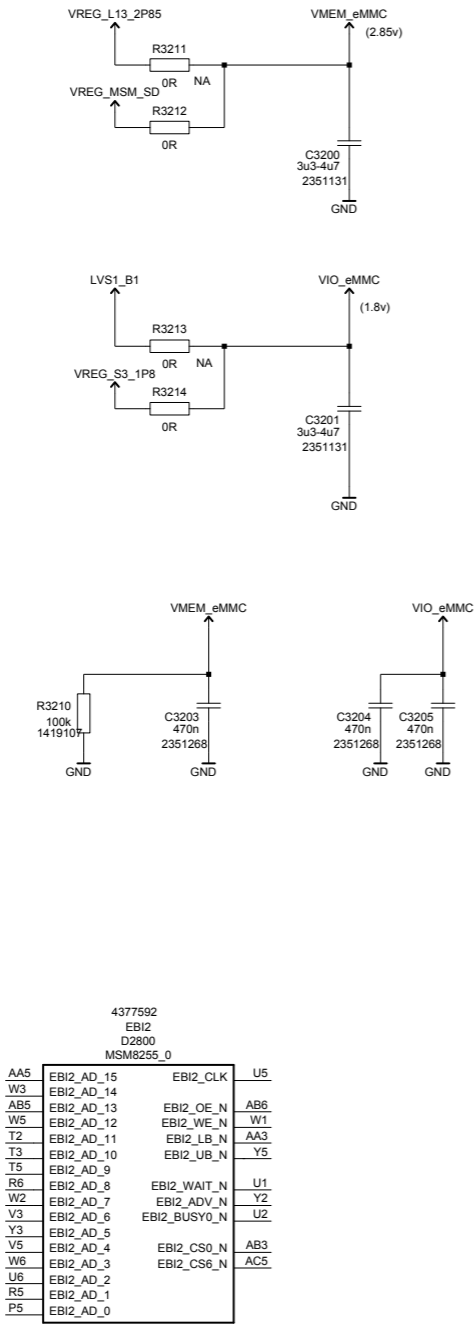 VREG_L13_2P85
VMEM_eMMC
(2.85v)
R3211
0R
NA
VREG_MSM_SD
R3212
0R
C3200
3u3-4u7
2351131
GND
LVS1_B1
VIO_eMMC
(1.8v)
R3213
0R
NA
VREG_S3_1P8
R3214
0R
C3201
3u3-4u7
2351131
GND
VMEM_eMMC
R3210
100k
1419107
GND
C3203
470n
2351268
GND
VIO_eMMC
C3204
470n
2351268
GND
C3205
470n
2351268
GND
4377592
EBI2
D2800
MSM8255_0
AA5 EBI2_AD_15 EBI2_CLK U5
W3 EBI2_AD_14
AB5 EBI2_AD_13 EBI2_OE_N AB6
W5 EBI2_AD_12 EBI2_WE_N W1
T2 EBI2_AD_11 EBI2_LB_N AA3
T3 EBI2_AD_10 EBI2_UB_N Y5
T5 EBI2_AD_9
R6 EBI2_AD_8 EBI2_WAIT_N U1
W2 EBI2_AD_7 EBI2_ADV_N Y2
V3 EBI2_AD_6 EBI2_BUSY0_N U2
Y3 EBI2_AD_5
V5 EBI2_AD_4 EBI2_CS0_N AB3
W6 EBI2_AD_3 EBI2_CS6_N AC5
U6 EBI2_AD_2
R5 EBI2_AD_1
P5 EBI2_AD_0